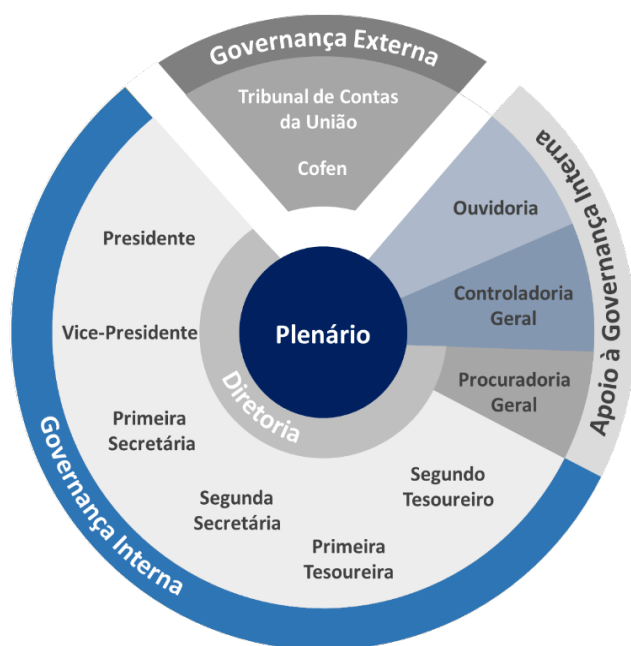 Governança Externa
Tribunal de Contas
da União
Cofen
Ouvidoria
Controladoria
Geral
Procuradoria
Geral
Apoio à Governança Interna
Presidente
Vice-Presidente
Primeira
Secretária
Segunda
Secretária
Primeira
Tesoureira
Segundo
Tesoureiro
Diretoria
Plenário
Governança Interna